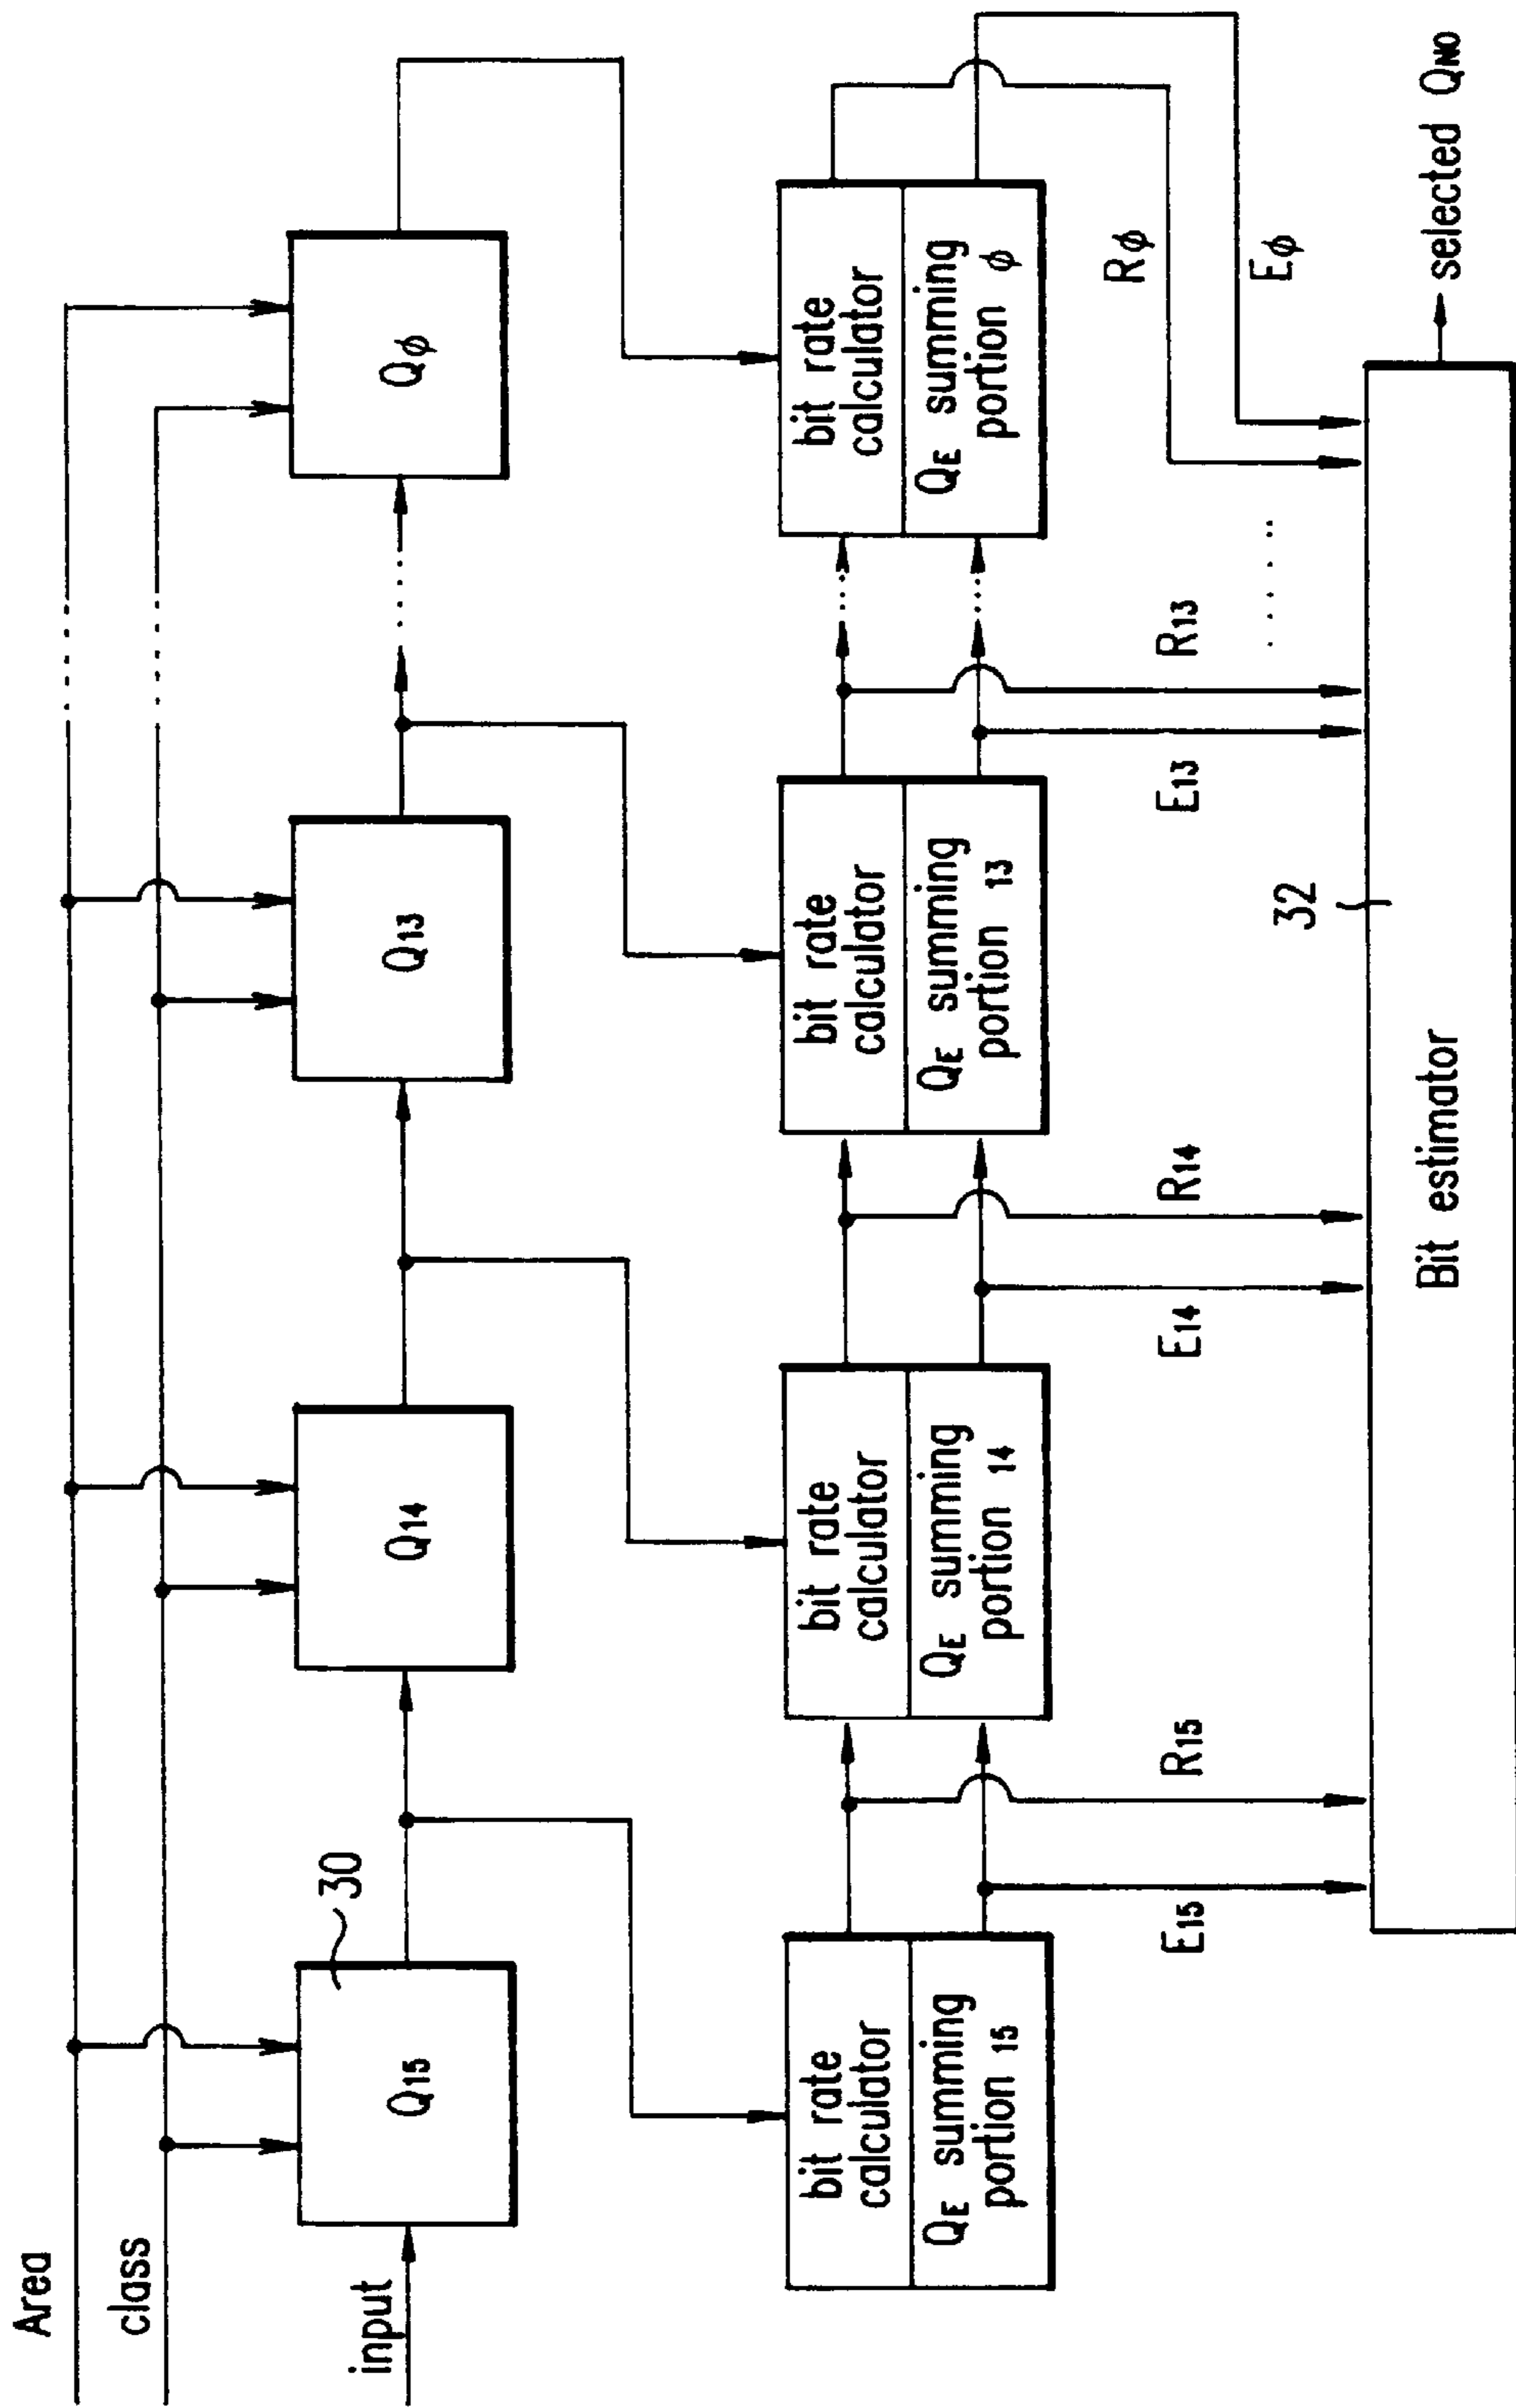 Area
class
input
Q15
30
Q14
Q13
Qϕ
bit rate
calculator
QE summing
portion 15
bit rate
calculator
QE summing
portion 14
bit rate
calculator
QE summing
portion 13
bit rate
calculator
QE summing
portion ϕ
E15
R15
E14
R14
E13
R13
Rϕ
Eϕ
Bit estimator
32
selected QNO